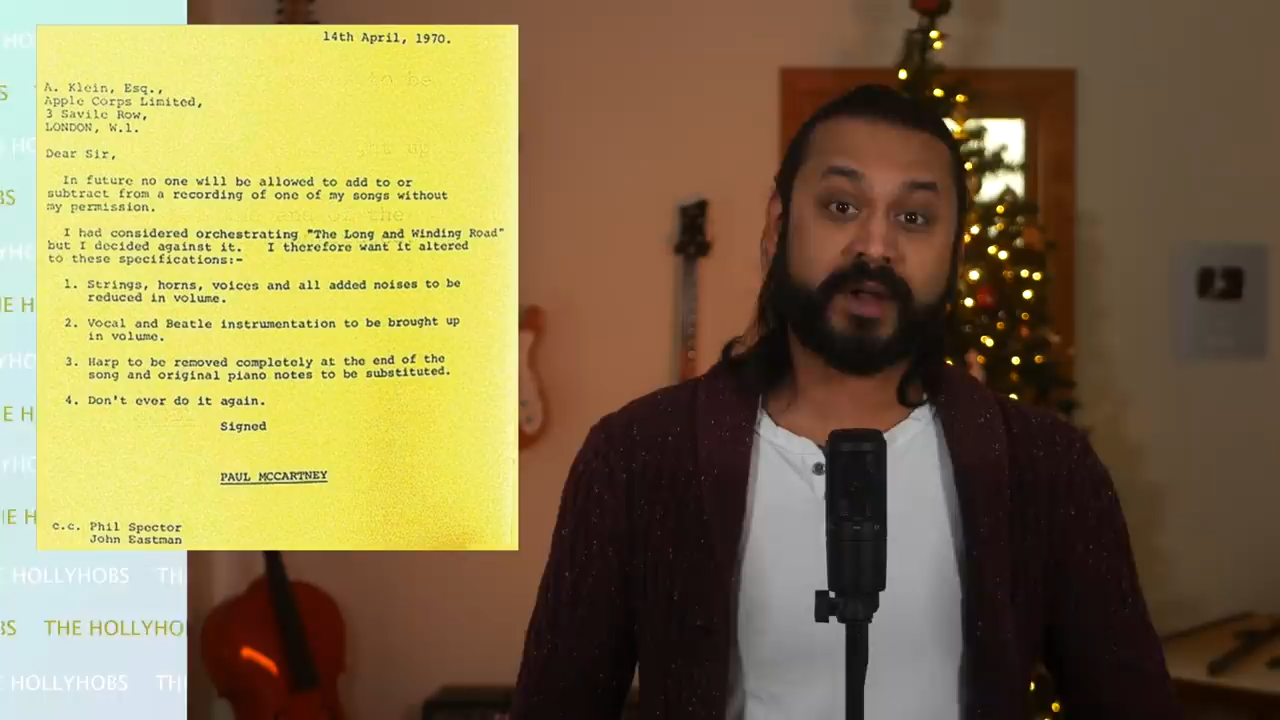 14th April, 1970.
A. Klein, Esq.,
Apple Corps Limited,
3 Savile Row,
LONDON, W.1.
Dear Sir,
In future no one will be allowed to add to or
subtract from a recording of one of my songs without
my permission.
I had considered orchestrating "The Long and Winding Road"
but I decided against it. I therefore want it altered
to these specifications:-
1. Strings, horns, voices and all added noises to be
reduced in volume.
2. Vocal and Beatle instrumentation to be brought up
in volume.
3. Harp to be removed completely at the end of the
song and original piano notes to be substituted.
4. Don't ever do it again.
Signed
PAUL MCCARTNEY
c.c. Phil Spector
John Eastman
HOLLYHOBS TH
BS THE HOLLYHO
HOLLYHOBS TH